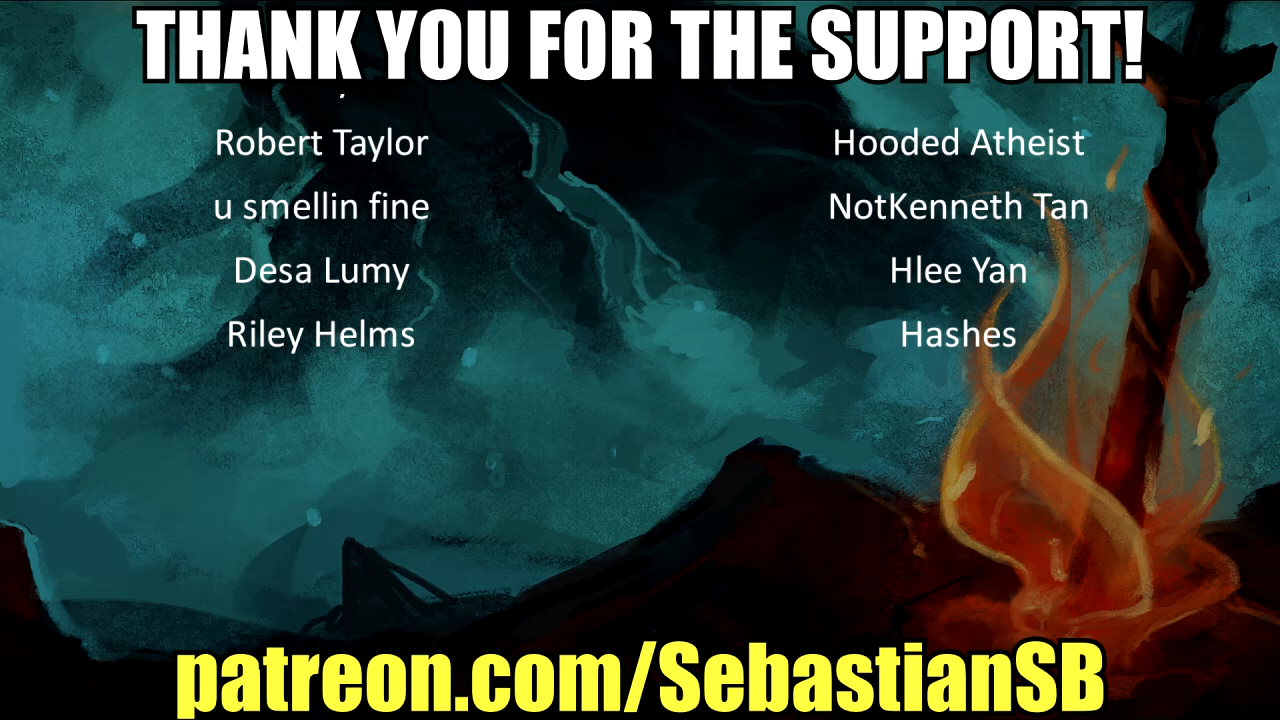 THANK YOU FOR THE SUPPORT!
Robert Taylor
Hooded Atheist
u smellin fine
NotKenneth Tan
Desa Lumy
Hlee Yan
Riley Helms
Hashes
patreon.com/SebastianSB